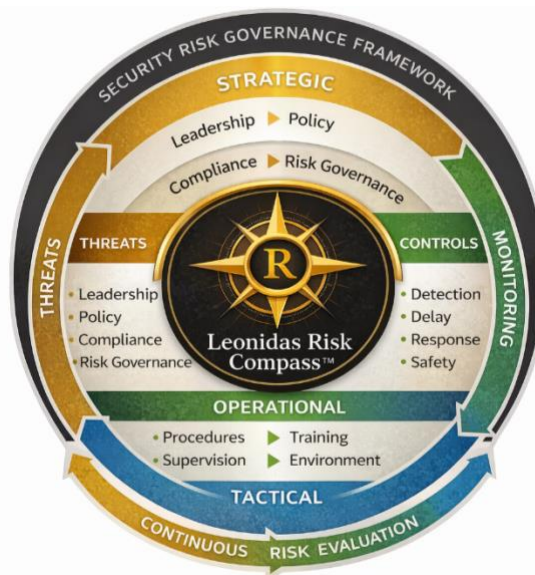 SECURITY RISK GOVERNANCE FRAMEWORK
STRATEGIC
Leadership ▶ Policy
Compliance ▶ Risk Governance
THREATS
MONITORING
THREATS
• Leadership
• Policy
• Compliance
• Risk Governance
R
Leonidas Risk
Compass™
CONTROLS
• Detection
• Delay
• Response
• Safety
OPERATIONAL
• Procedures ▶ Training
• Supervision ▶ Environment
TACTICAL
CONTINUOUS RISK EVALUATION